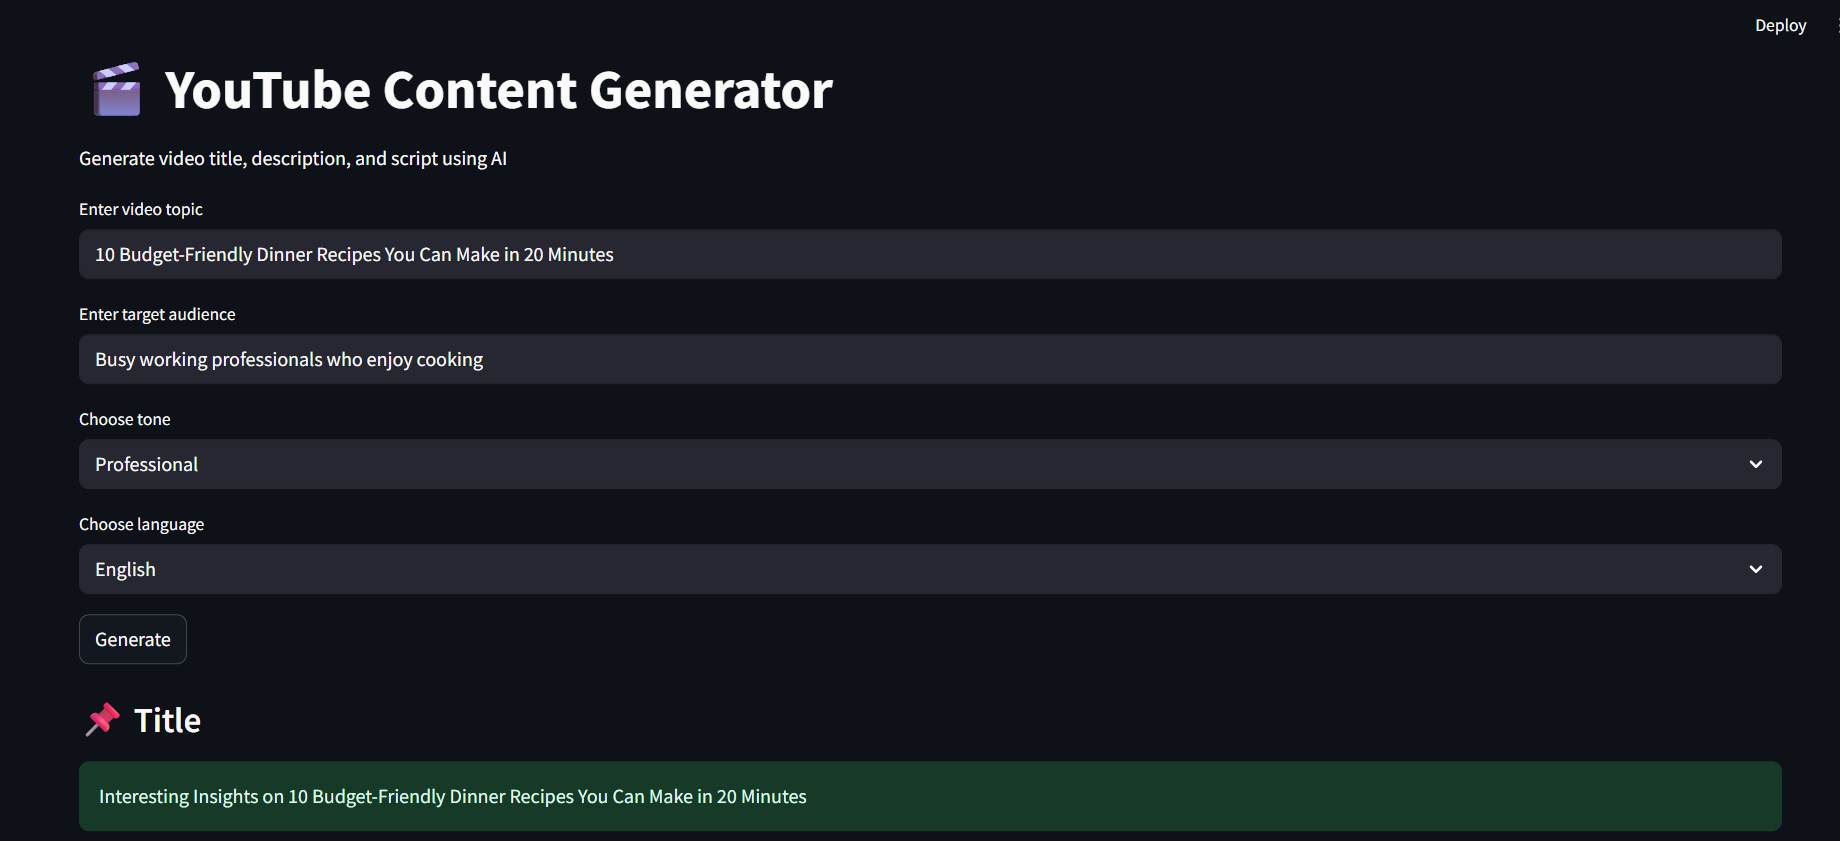 Deploy
YouTube Content Generator
Generate video title, description, and script using AI
Enter video topic
10 Budget-Friendly Dinner Recipes You Can Make in 20 Minutes
Enter target audience
Busy working professionals who enjoy cooking
Choose tone
Professional
Choose language
English
Generate
Title
Interesting Insights on 10 Budget-Friendly Dinner Recipes You Can Make in 20 Minutes